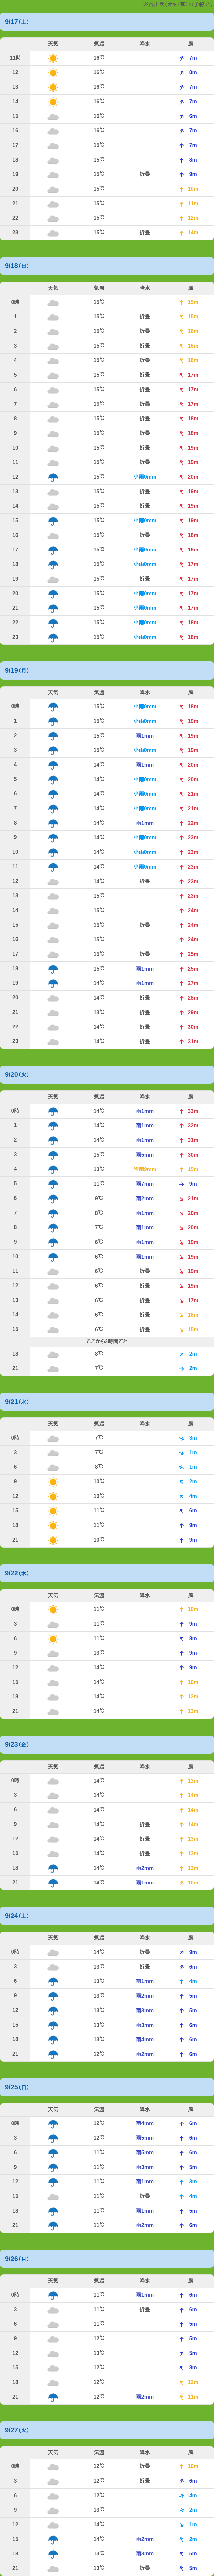 9/17(土)
天気 気温 降水 風
11時 16℃ 7m
12 16℃ 8m
13 16℃ 7m
14 16℃ 7m
15 16℃ 6m
16 16℃ 7m
17 15℃ 7m
18 15℃ 8m
19 15℃ 折畳 9m
20 15℃ 10m
21 15℃ 11m
22 15℃ 12m
23 15℃ 折畳 14m
9/18(日)
天気 気温 降水 風
0時 15℃ 15m
1 15℃ 折畳 15m
2 15℃ 折畳 16m
3 15℃ 折畳 16m
4 15℃ 折畳 16m
5 15℃ 折畳 17m
6 15℃ 折畳 17m
7 15℃ 折畳 17m
8 15℃ 折畳 18m
9 15℃ 折畳 18m
10 15℃ 折畳 19m
11 15℃ 折畳 19m
12 15℃ 小雨0mm 20m
13 15℃ 折畳 19m
14 15℃ 折畳 19m
15 15℃ 小雨0mm 19m
16 15℃ 折畳 18m
17 15℃ 小雨0mm 18m
18 15℃ 小雨0mm 17m
19 15℃ 折畳 17m
20 15℃ 小雨0mm 17m
21 15℃ 小雨0mm 17m
22 15℃ 小雨0mm 18m
23 15℃ 小雨0mm 18m
9/19(月)
天気 気温 降水 風
0時 15℃ 小雨0mm 18m
1 15℃ 小雨0mm 19m
2 15℃ 雨1mm 19m
3 15℃ 小雨0mm 19m
4 14℃ 雨1mm 20m
5 14℃ 小雨0mm 20m
6 14℃ 小雨0mm 21m
7 14℃ 小雨0mm 21m
8 14℃ 雨1mm 22m
9 14℃ 小雨0mm 23m
10 14℃ 小雨0mm 23m
11 14℃ 小雨0mm 23m
12 14℃ 折畳 23m
13 15℃ 23m
14 15℃ 24m
15 15℃ 折畳 24m
16 15℃ 24m
17 15℃ 折畳 25m
18 15℃ 雨1mm 25m
19 14℃ 雨1mm 27m
20 14℃ 折畳 28m
21 13℃ 折畳 29m
22 14℃ 折畳 30m
23 14℃ 折畳 31m
9/20(火)
天気 気温 降水 風
0時 14℃ 雨1mm 33m
1 14℃ 雨1mm 32m
2 14℃ 雨1mm 31m
3 15℃ 雨5mm 30m
4 13℃ 強雨9mm 15m
5 11℃ 雨7mm 9m
6 9℃ 雨2mm 21m
7 8℃ 雨1mm 20m
8 7℃ 雨1mm 20m
9 6℃ 雨1mm 19m
10 6℃ 雨1mm 19m
11 6℃ 折畳 19m
12 6℃ 折畳 19m
13 6℃ 折畳 17m
14 6℃ 折畳 16m
15 6℃ 折畳 15m
ここから3時間ごと
18 8℃ 2m
21 7℃ 2m
9/21(水)
天気 気温 降水 風
0時 7℃ 3m
3 7℃ 1m
6 8℃ 1m
9 10℃ 2m
12 10℃ 4m
15 11℃ 6m
18 11℃ 9m
21 10℃ 9m
9/22(木)
天気 気温 降水 風
0時 11℃ 10m
3 11℃ 9m
6 11℃ 8m
9 13℃ 9m
12 14℃ 9m
15 14℃ 10m
18 14℃ 12m
21 14℃ 13m
9/23(金)
天気 気温 降水 風
0時 14℃ 13m
3 14℃ 14m
6 14℃ 14m
9 14℃ 折畳 14m
12 14℃ 折畳 13m
15 14℃ 折畳 13m
18 14℃ 雨2mm 13m
21 14℃ 雨1mm 10m
9/24(土)
天気 気温 降水 風
0時 14℃ 折畳 9m
3 14℃ 折畳 6m
6 13℃ 雨1mm 4m
9 13℃ 雨2mm 5m
12 13℃ 雨3mm 5m
15 13℃ 雨3mm 6m
18 13℃ 雨4mm 6m
21 12℃ 雨2mm 6m
9/25(日)
天気 気温 降水 風
0時 12℃ 雨4mm 6m
3 12℃ 雨5mm 6m
6 11℃ 雨5mm 6m
9 11℃ 雨3mm 5m
12 11℃ 雨1mm 3m
15 11℃ 折畳 4m
18 11℃ 雨1mm 5m
21 11℃ 雨2mm 6m
9/26(月)
天気 気温 降水 風
0時 11℃ 雨1mm 6m
3 11℃ 折畳 6m
6 11℃ 5m
9 12℃ 5m
12 13℃ 5m
15 12℃ 8m
18 12℃ 12m
21 12℃ 雨2mm 11m
9/27(火)
天気 気温 降水 風
0時 12℃ 折畳 10m
3 12℃ 折畳 6m
6 12℃ 4m
9 13℃ 2m
12 14℃ 1m
15 14℃ 雨2mm 2m
18 13℃ 雨3mm 5m
21 13℃ 折畳 5m